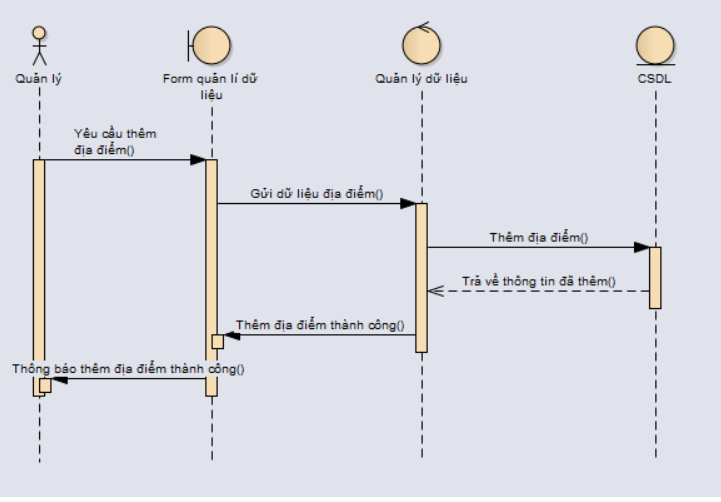 Quản lý
Form quản lí dữ
liệu
Quản lý dữ liệu
CSDL
Yêu cầu thêm
địa điểm()
Gửi dữ liệu địa điểm()
Thêm địa điểm()
Trả về thông tin đã thêm()
Thêm địa điểm thành công()
Thông báo thêm địa điểm thành công()